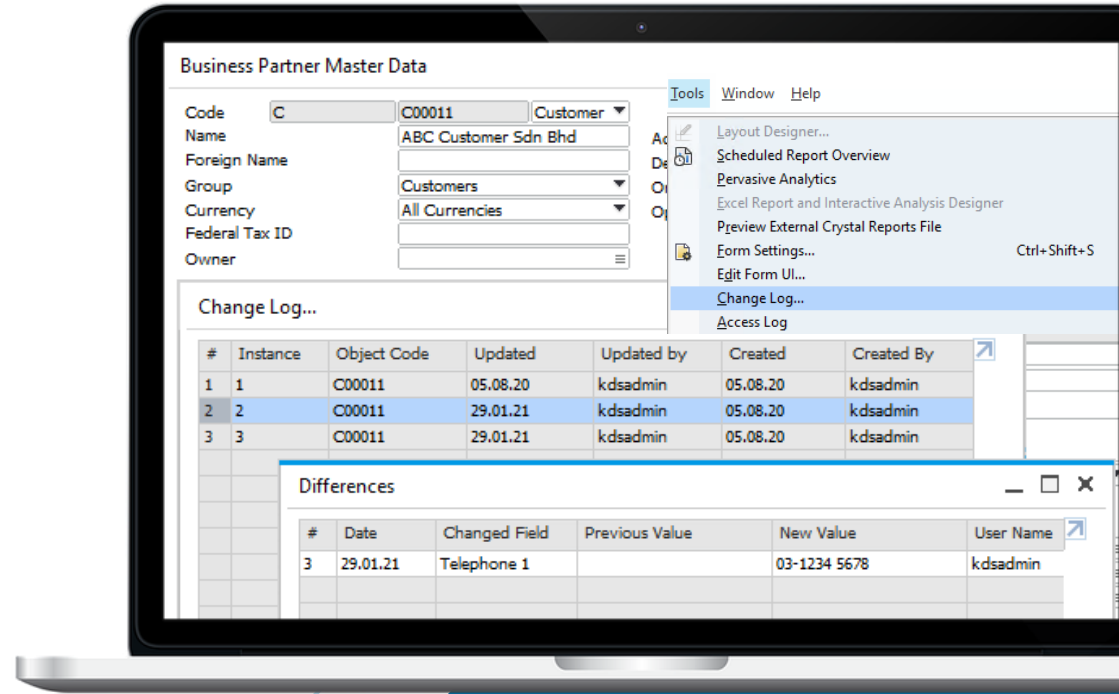 Business Partner Master Data
Tools Window Help
Code C C00011 Customer
Name ABC Customer Sdn Bhd
Foreign Name
Group Customers
Currency All Currencies
Federal Tax ID
Owner
Layout Designer...
Scheduled Report Overview
Pervasive Analytics
Excel Report and Interactive Analysis Designer
Preview External Crystal Reports File
Form Settings... Ctrl+Shift+S
Edit Form UI...
Change Log...
Access Log
Change Log...
# Instance Object Code Updated Updated by Created Created By
1 1 C00011 05.08.20 kdsadmin 05.08.20 kdsadmin
2 2 C00011 29.01.21 kdsadmin 05.08.20 kdsadmin
3 3 C00011 29.01.21 kdsadmin 05.08.20 kdsadmin
Differences
# Date Changed Field Previous Value New Value User Name
3 29.01.21 Telephone 1 03-1234 5678 kdsadmin